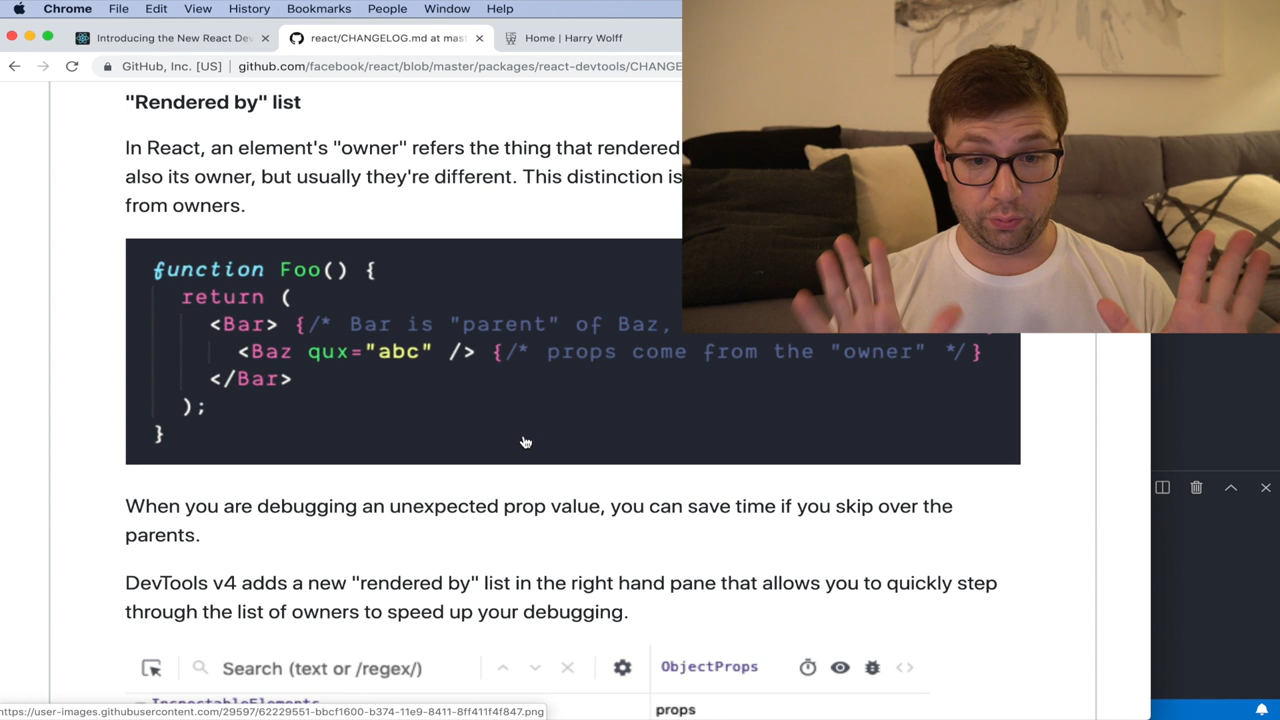 Chrome File Edit View History Bookmarks People Window Help
Introducing the New React Dev
react/CHANGELOG.md at mast
Home | Harry Wolff
GitHub, Inc. [US] github.com/facebook/react/blob/master/packages/react-devtools/CHANGE
"Rendered by" list
In React, an element's "owner" refers the thing that rendered
also its owner, but usually they're different. This distinction is
from owners.
function Foo() {
return (
<Bar> {/* Bar is "parent" of Baz,
<Baz qux="abc" /> {/* props come from the "owner" */}
</Bar>
);
}
When you are debugging an unexpected prop value, you can save time if you skip over the
parents.
DevTools v4 adds a new "rendered by" list in the right hand pane that allows you to quickly step
through the list of owners to speed up your debugging.
Search (text or /regex/)
ObjectProps
InspectableElements
props
https://user-images.githubusercontent.com/29597/62229551-bbcf1600-b374-11e9-8411-8ff411f4f847.png